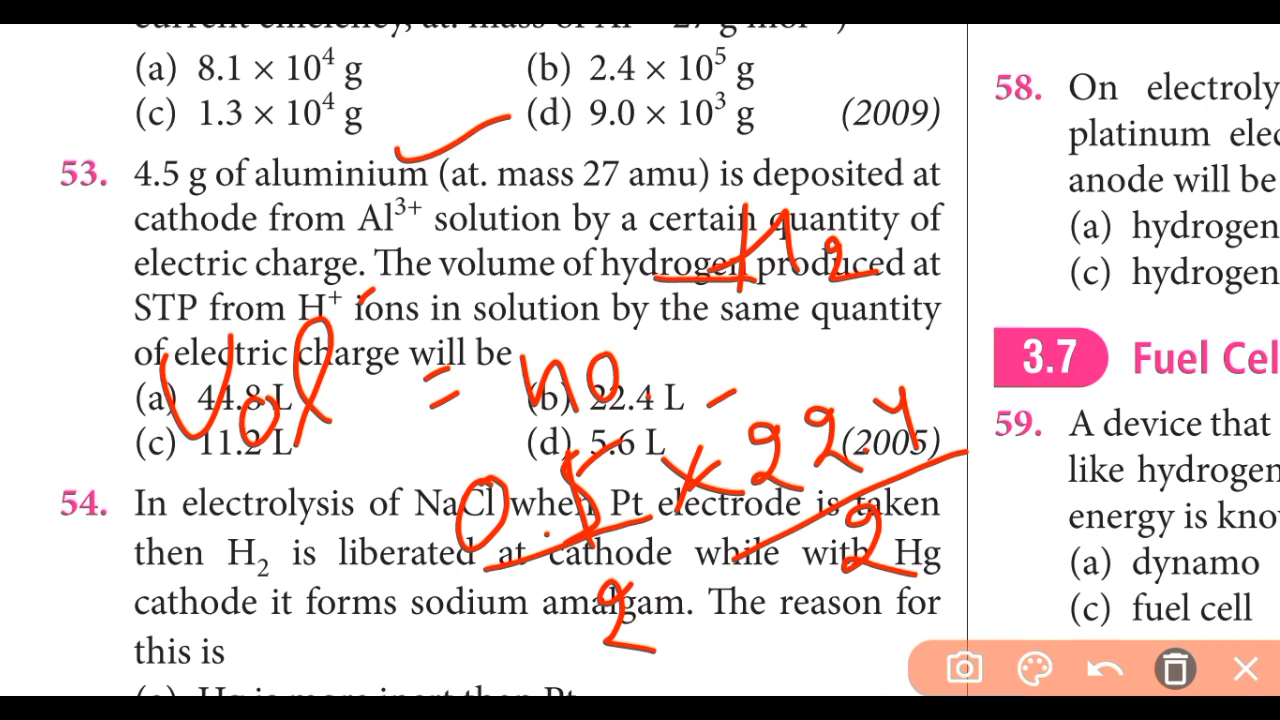 (a) 8.1 × 10⁴ g (b) 2.4 × 10⁵ g
(c) 1.3 × 10⁴ g (d) 9.0 × 10³ g (2009)
53. 4.5 g of aluminium (at. mass 27 amu) is deposited at
cathode from Al³⁺ solution by a certain quantity of
electric charge. The volume of hydrogen produced at
STP from H⁺ ions in solution by the same quantity
of electric charge will be
(a) 44.8 L (b) 22.4 L
(c) 11.2 L (d) 5.6 L (2005)
H₂
Vol = no.
0.5 × 22.4
2 2
54. In electrolysis of NaCl when Pt electrode is taken
then H₂ is liberated at cathode while with Hg
cathode it forms sodium amalgam. The reason for
this is
58. On
platinum
anode will be
(a) hydrogen
(c) hydrogen
3.7 Fuel
59. A device that
like hydrogen
energy is
(a) dynamo
(c) fuel cell